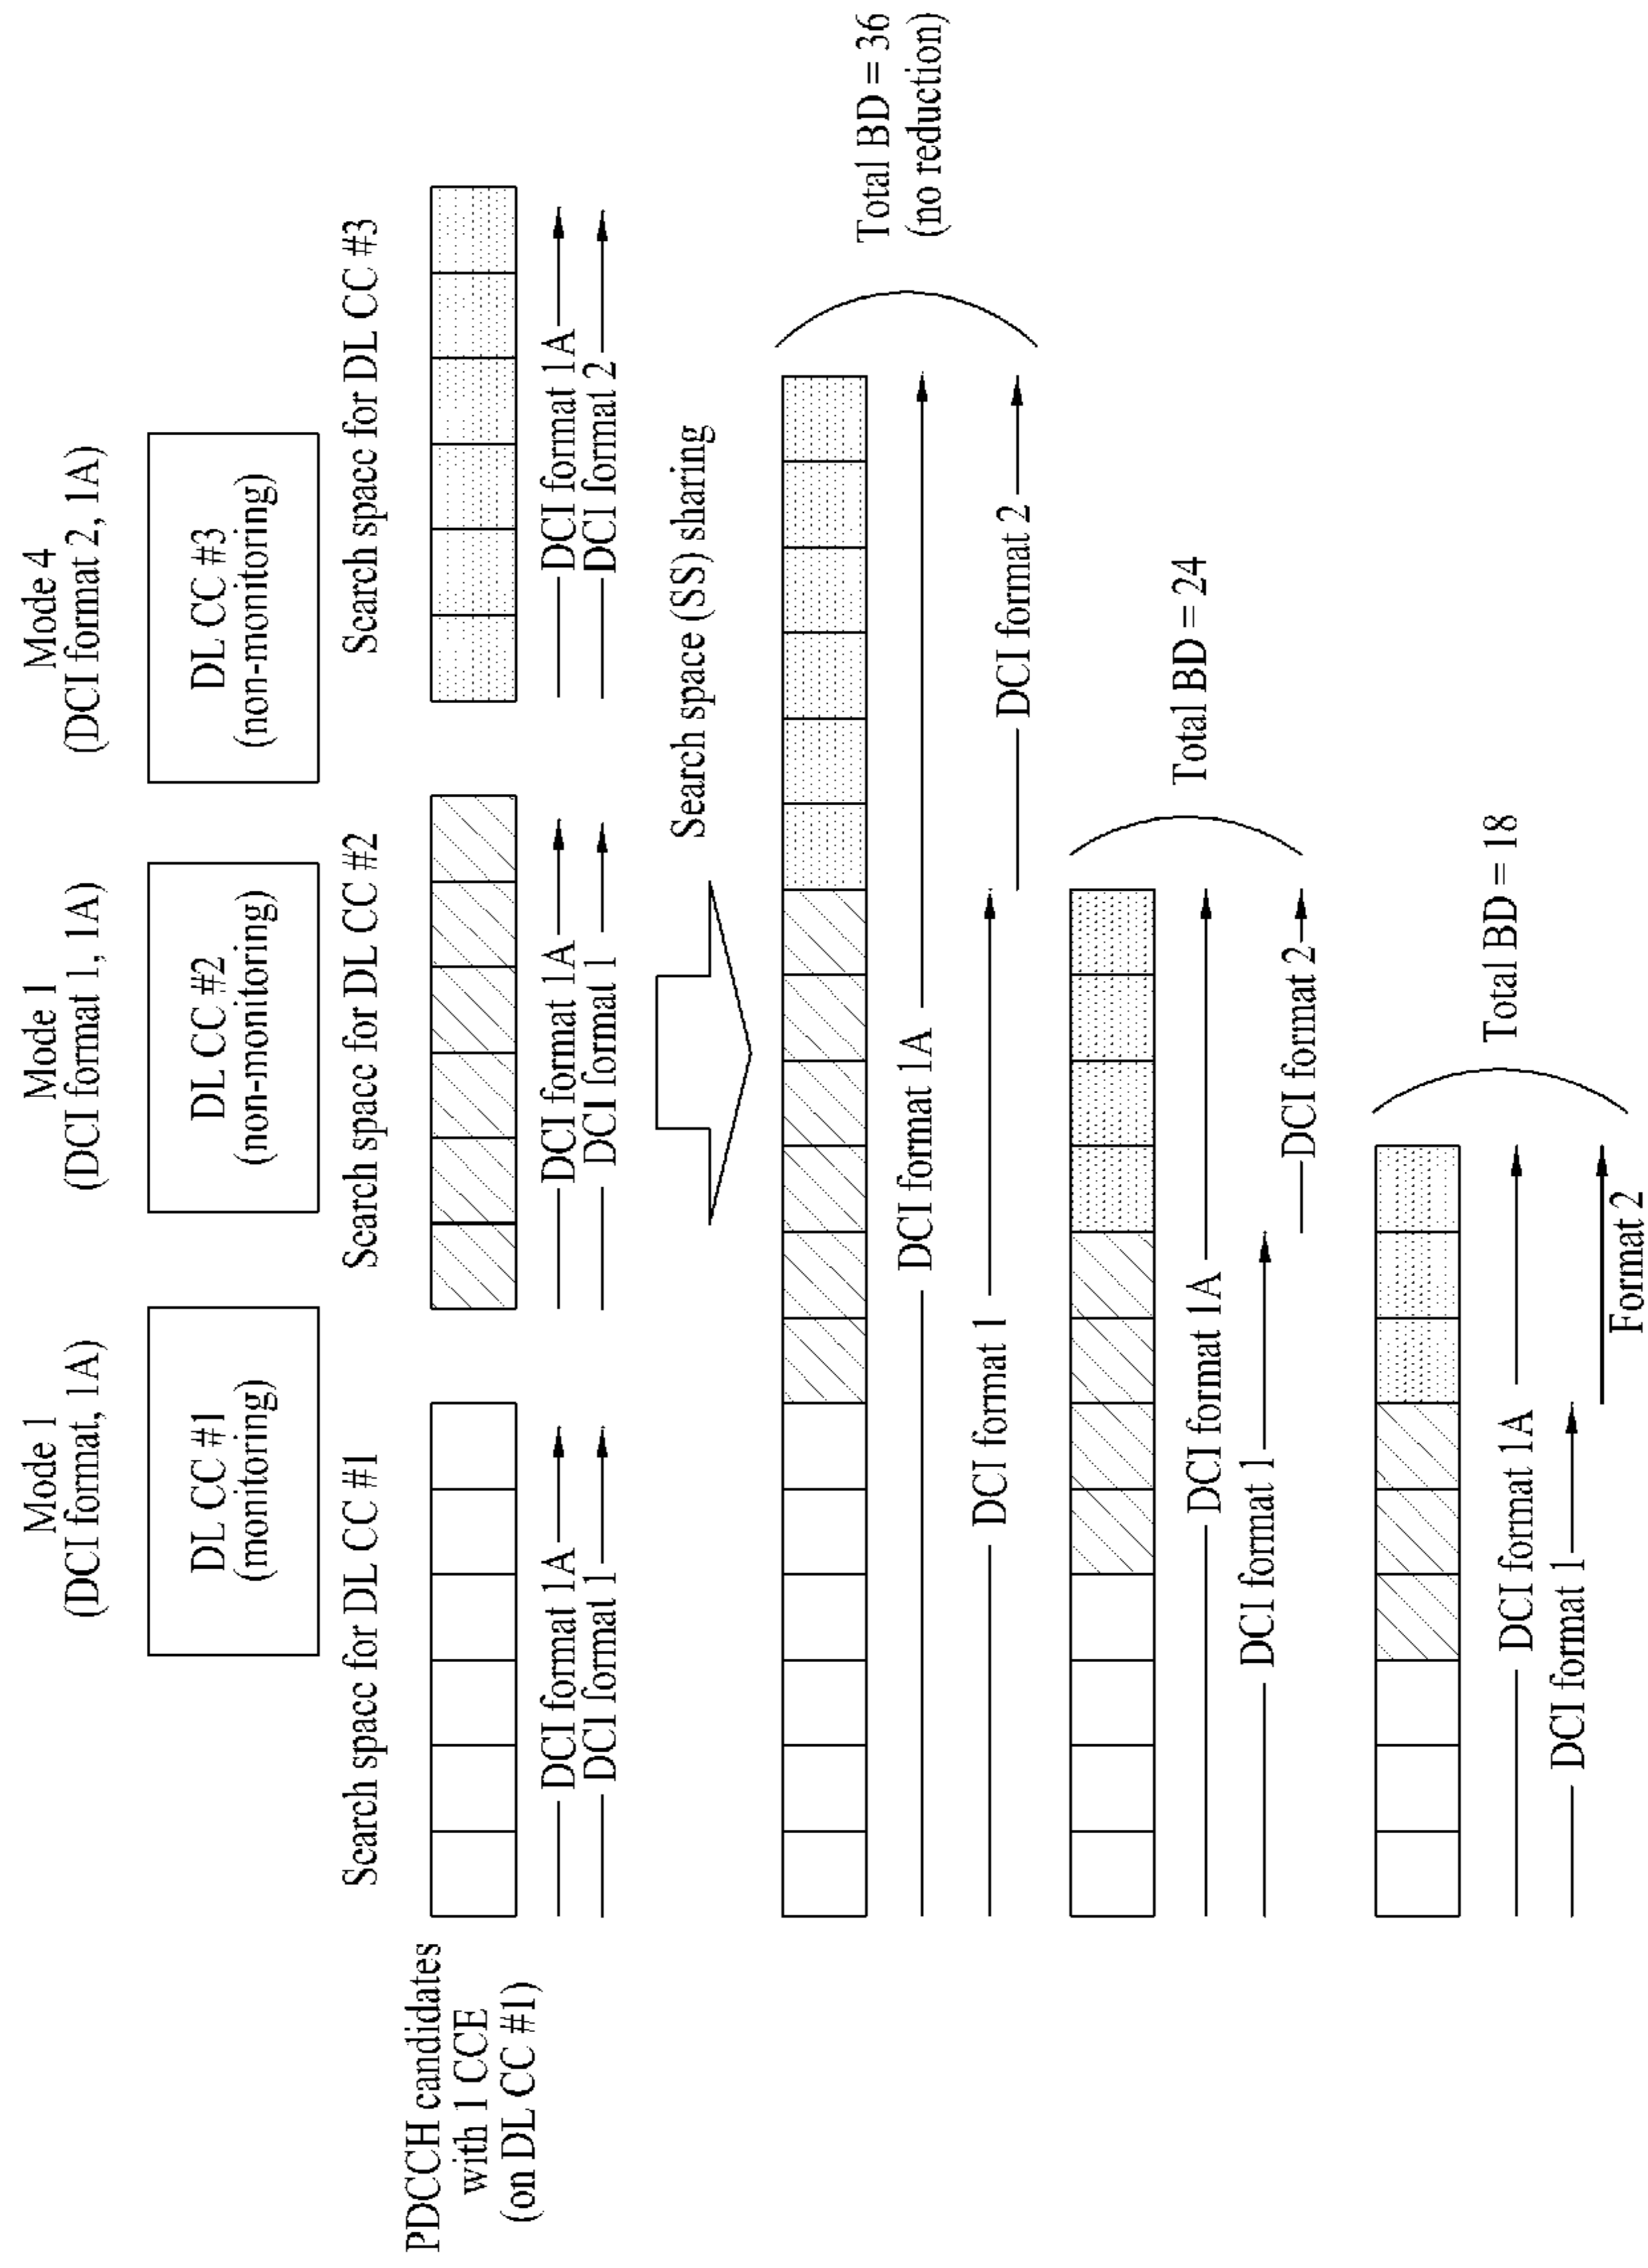 Mode 1
(DCI format, 1A)
Mode 1
(DCI format 1, 1A)
Mode 4
(DCI format 2, 1A)
DL CC #1
(monitoring)
DL CC #2
(non-monitoring)
DL CC #3
(non-monitoring)
Search space for DL CC #1
Search space for DL CC #2
Search space for DL CC #3
PDCCH candidates
with 1 CCE
(on DL CC #1)
DCI format 1A
DCI format 1
DCI format 1A
DCI format 1
DCI format 1A
DCI format 2
Search space (SS) sharing
DCI format 1A
DCI format 1
DCI format 2
Total BD = 36
(no reduction)
DCI format 1A
DCI format 1
DCI format 2
Total BD = 24
DCI format 1A
DCI format 1
Format 2
Total BD = 18